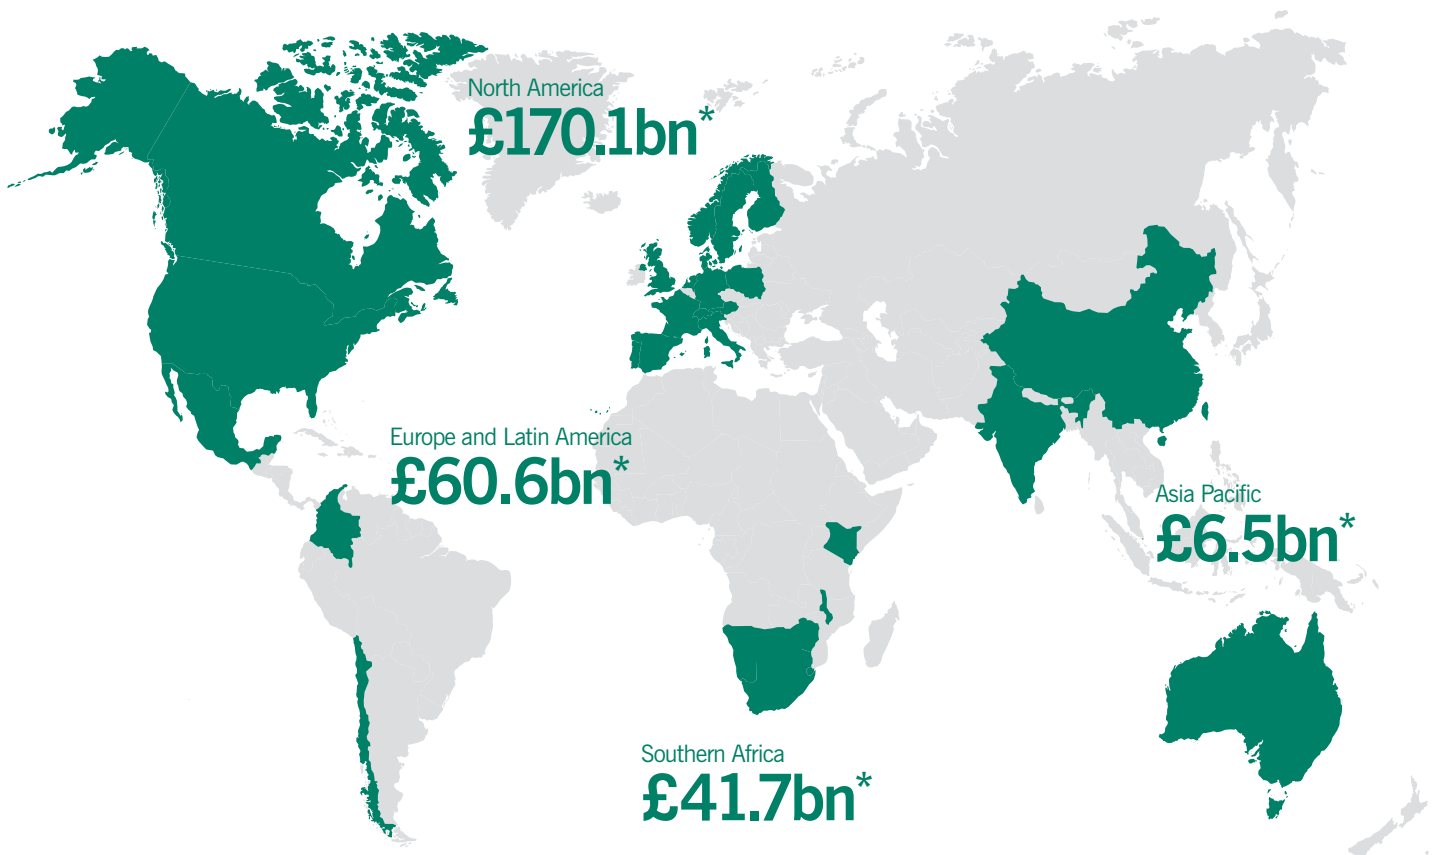 North America
£170.1bn*
Europe and Latin America
£60.6bn*
Asia Pacific
£6.5bn*
Southern Africa
£41.7bn*